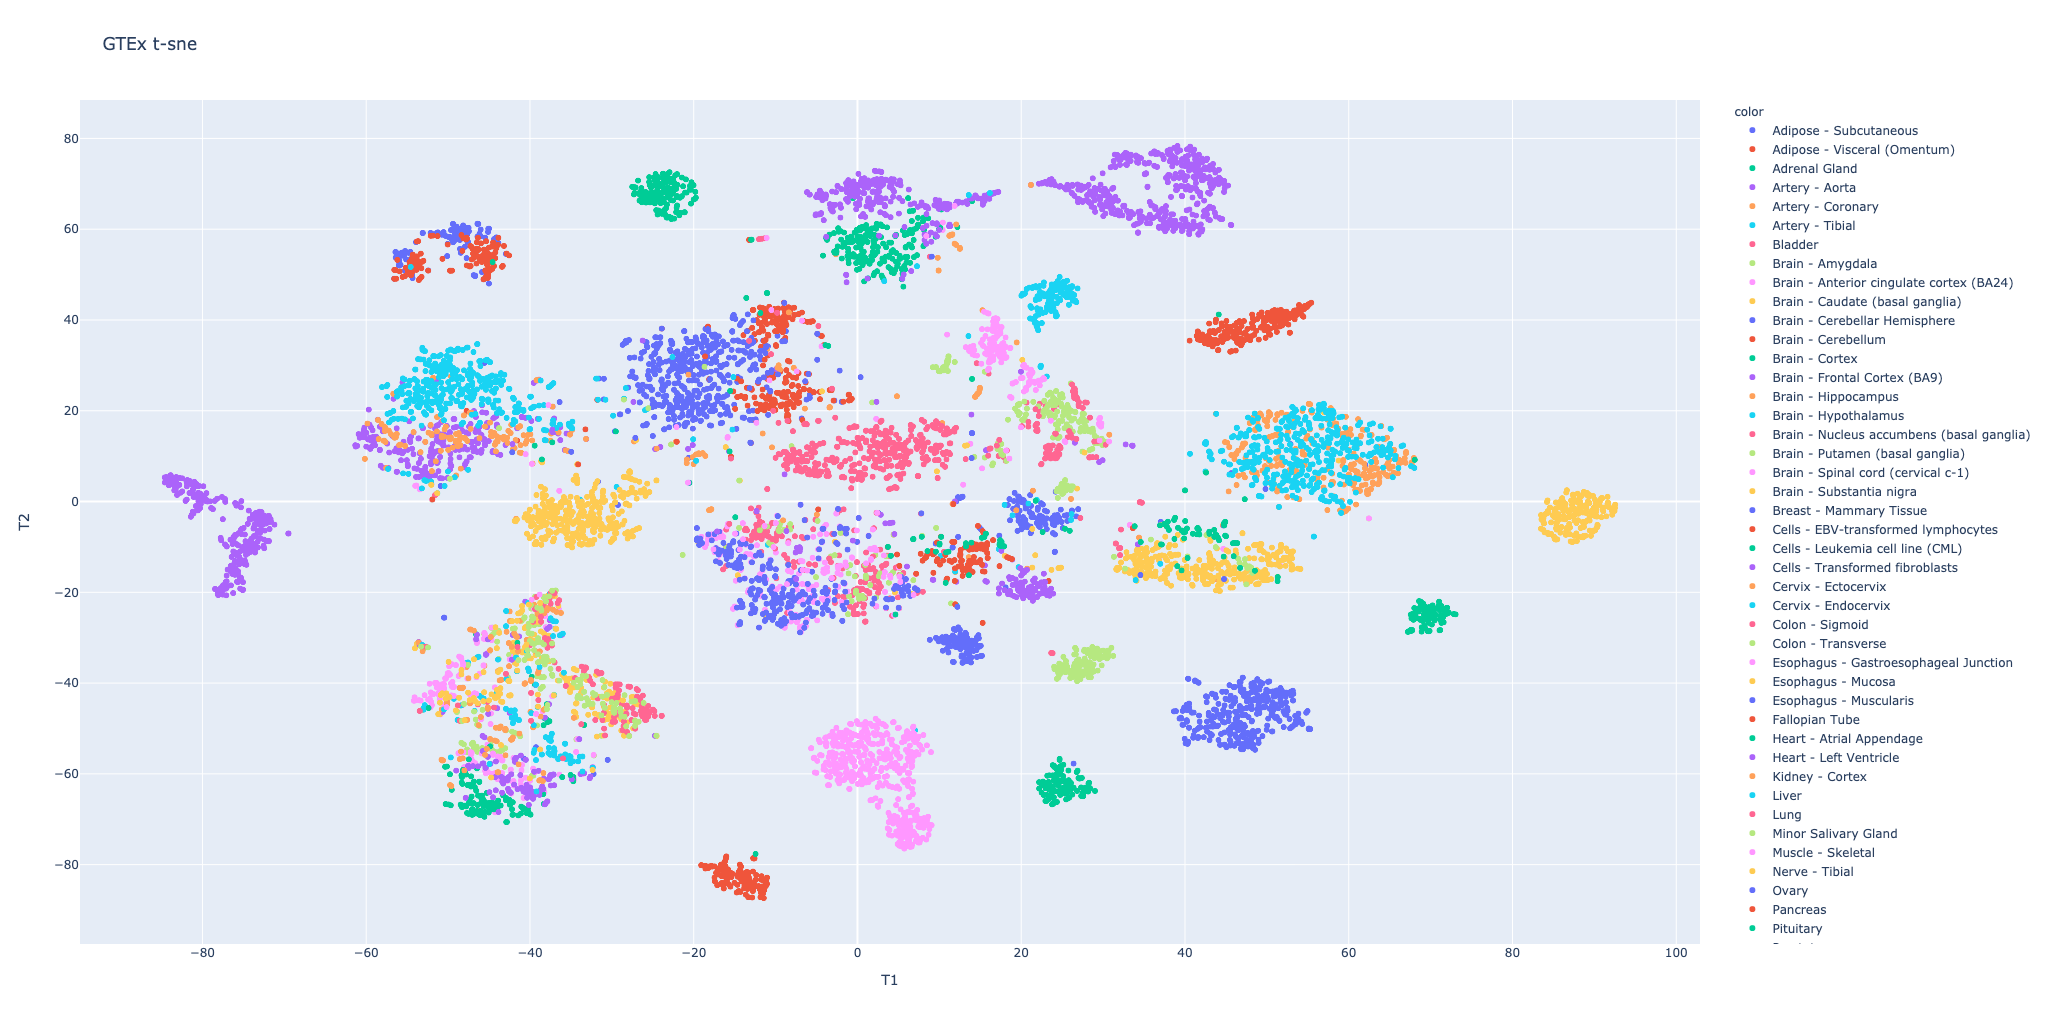 GTEx t-sne
color
Adipose - Subcutaneous
Adipose - Visceral (Omentum)
Adrenal Gland
Artery - Aorta
Artery - Coronary
Artery - Tibial
Bladder
Brain - Amygdala
Brain - Anterior cingulate cortex (BA24)
Brain - Caudate (basal ganglia)
Brain - Cerebellar Hemisphere
Brain - Cerebellum
Brain - Cortex
Brain - Frontal Cortex (BA9)
Brain - Hippocampus
Brain - Hypothalamus
Brain - Nucleus accumbens (basal ganglia)
Brain - Putamen (basal ganglia)
Brain - Spinal cord (cervical c-1)
Brain - Substantia nigra
Breast - Mammary Tissue
Cells - EBV-transformed lymphocytes
Cells - Leukemia cell line (CML)
Cells - Transformed fibroblasts
Cervix - Ectocervix
Cervix - Endocervix
Colon - Sigmoid
Colon - Transverse
Esophagus - Gastroesophageal Junction
Esophagus - Mucosa
Esophagus - Muscularis
Fallopian Tube
Heart - Atrial Appendage
Heart - Left Ventricle
Kidney - Cortex
Liver
Lung
Minor Salivary Gland
Muscle - Skeletal
Nerve - Tibial
Ovary
Pancreas
Pituitary
80
60
40
20
0
−20
−40
−60
−80
T2
−80 −60 −40 −20 0 20 40 60 80 100
T1